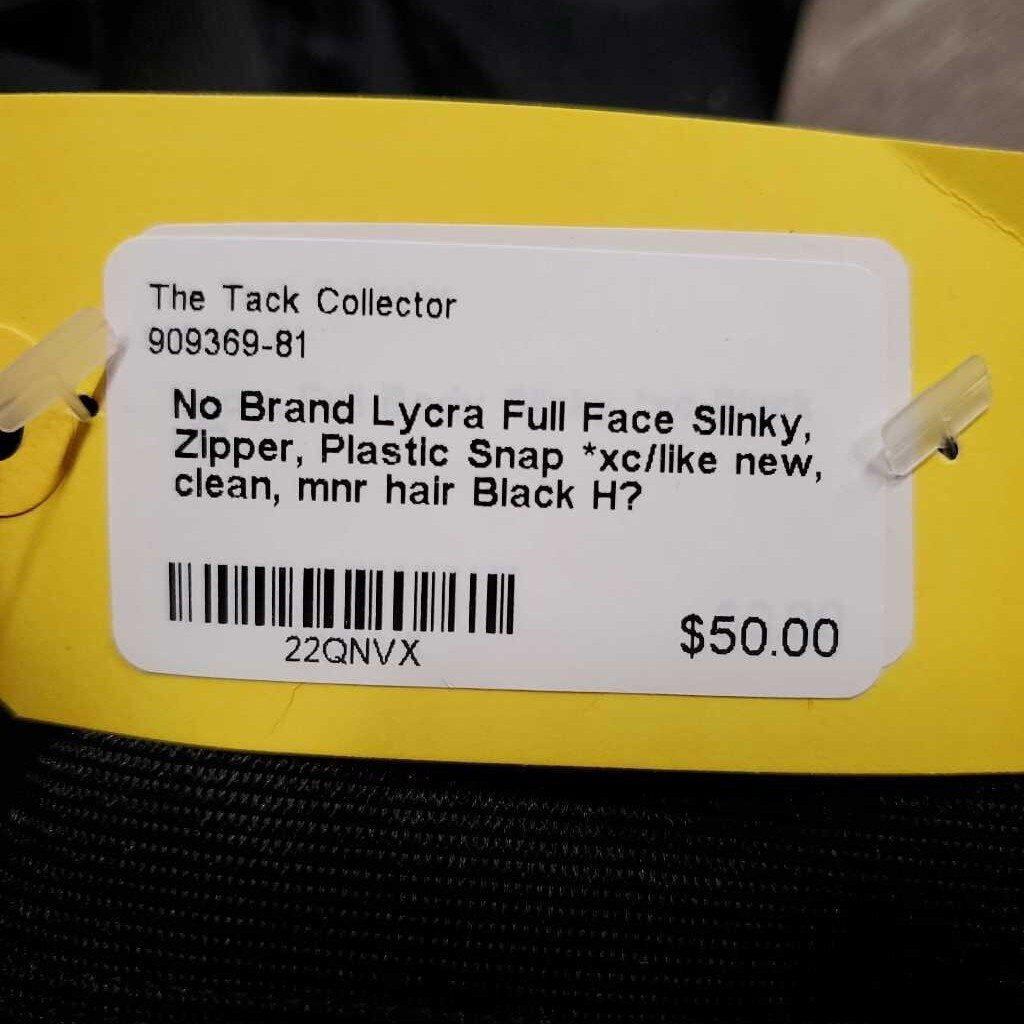 The Tack Collector
909369-81
No Brand Lycra Full Face Slinky,
Zipper, Plastic Snap *xc/like new,
clean, mnr hair Black H?
22QNVX
$50.00